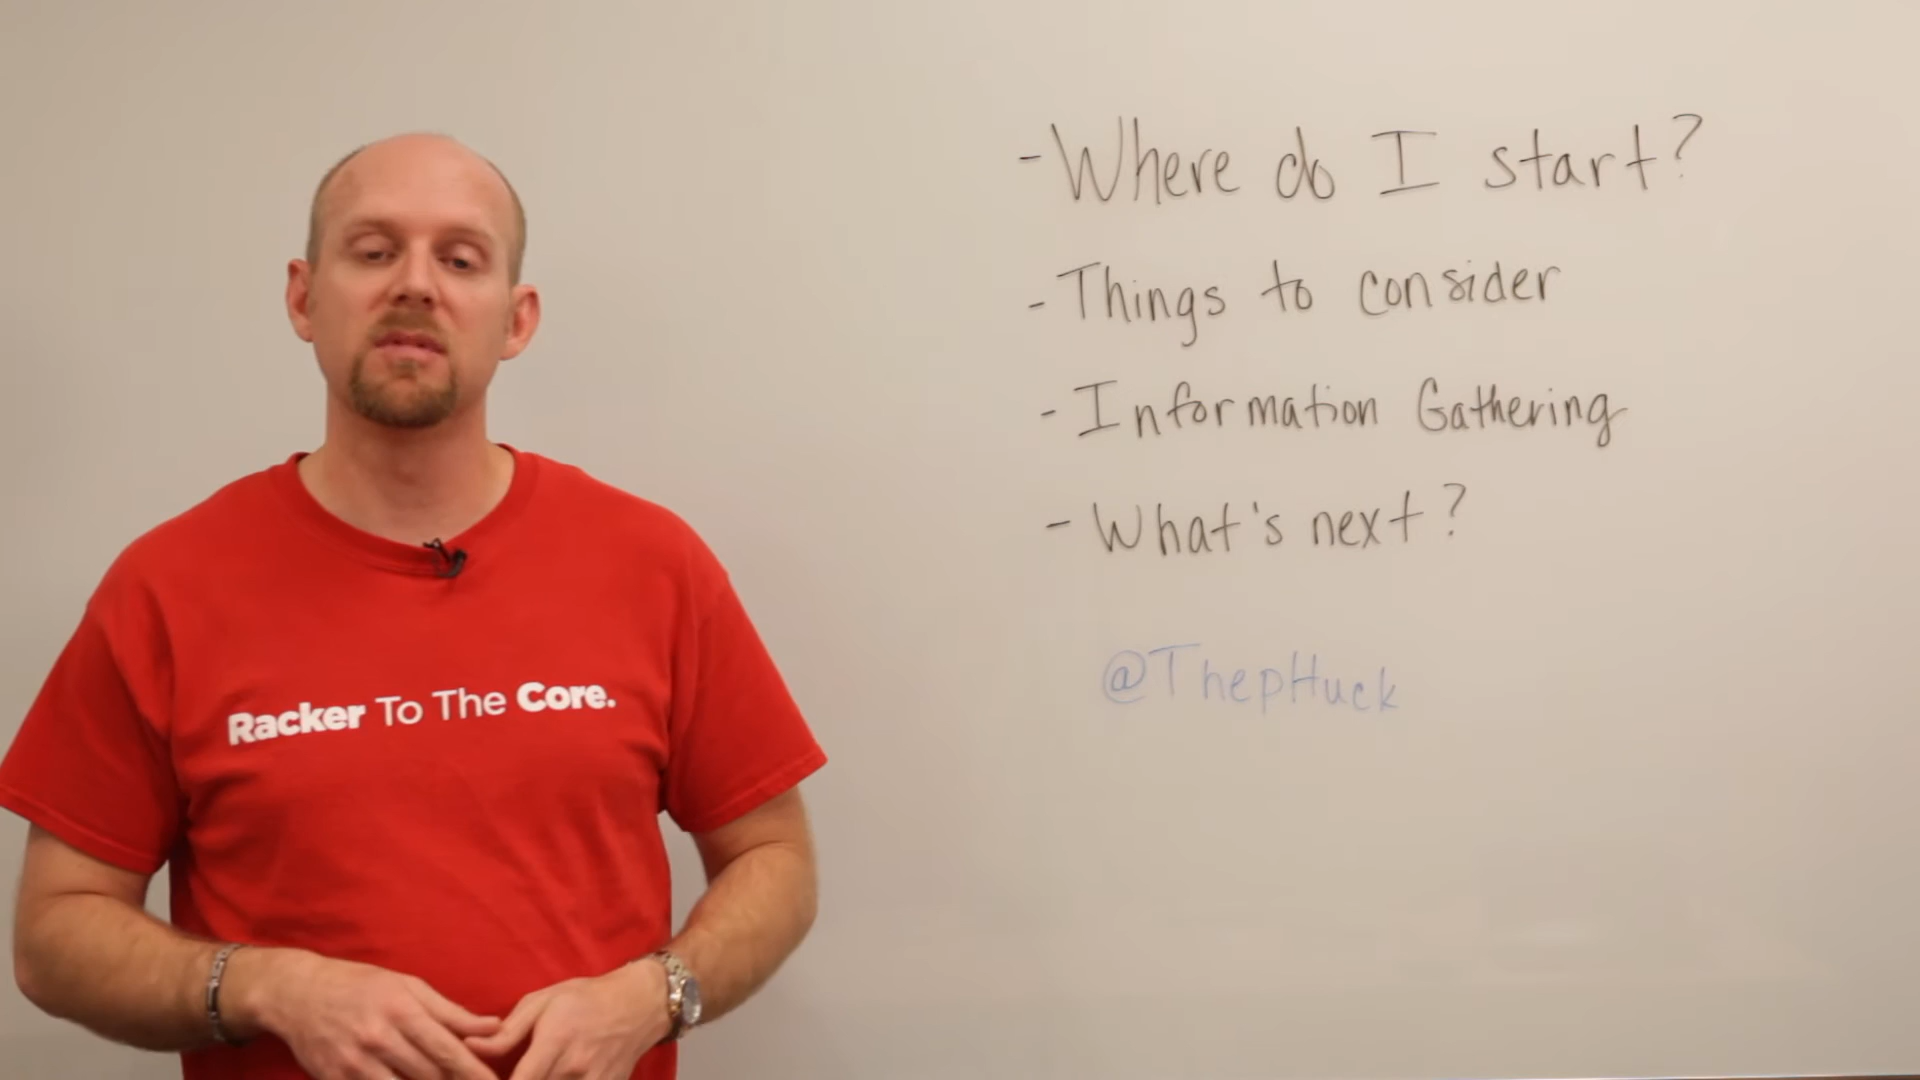 - Where do I start?
- Things to consider
- Information Gathering
- What's next?
@ThepHuck
Racker To The Core.